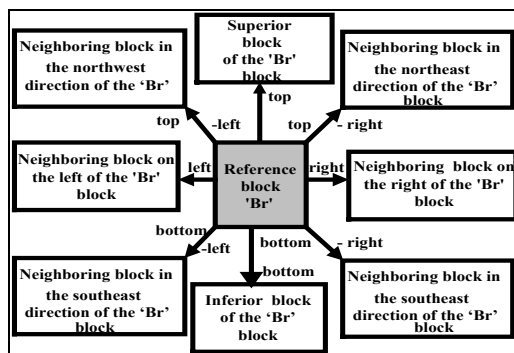 Neighboring block in
the northwest
direction of the ‘Br’
block
Superior
block
of the 'Br'
block
Neighboring block in
the northeast
direction of the ‘Br’
block
top
top
-left
top
- right
Neighboring block on
the left of the 'Br'
block
left
Reference
block
'Br'
right
Neighboring block on
the right of the 'Br'
block
bottom
-left
bottom
- right
bottom
Neighboring block in
the southeast
direction of the ‘Br’
block
Inferior block
of the ‘Br’
block
Neighboring block in
the southeast
direction of the ‘Br’
block